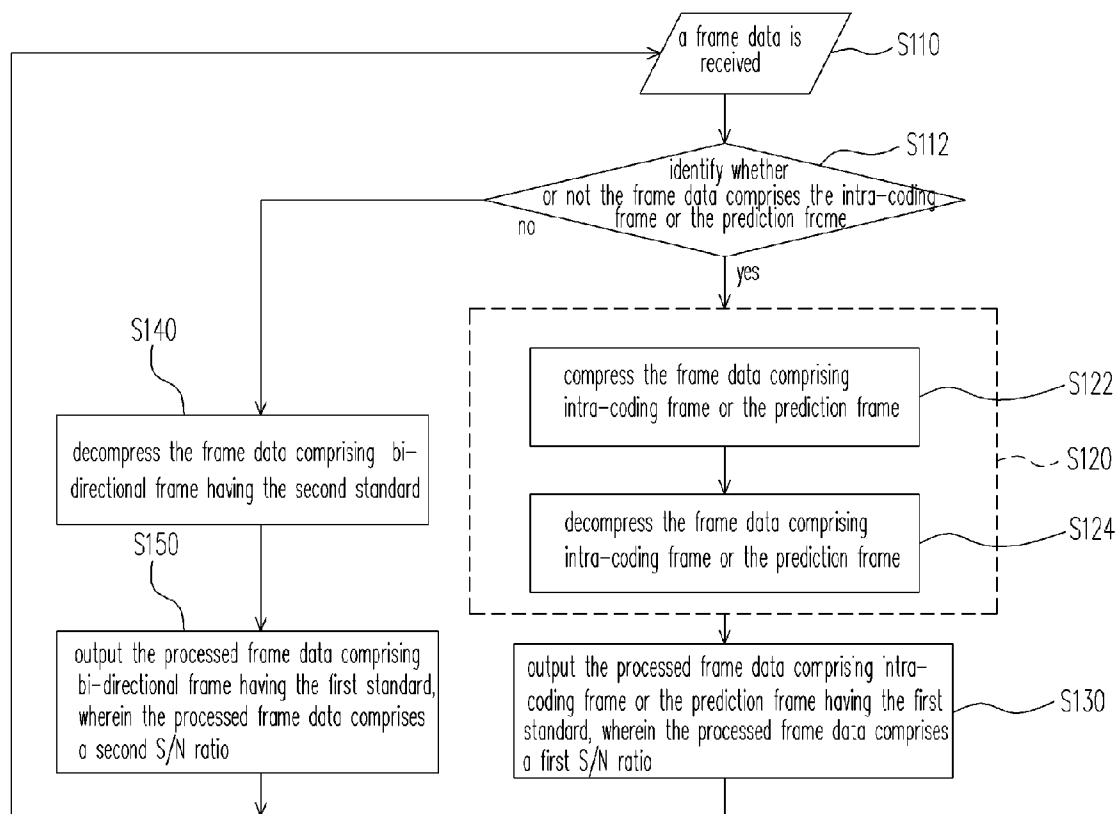 a frame data is
received
S110
S112
identify whether
or not the frame data comprises the intra-coding
frame or the prediction frame
no
yes
S140
compress the frame data comprising
intra-coding frame or the prediction frame
S122
S120
decompress the frame data comprising bi-
directional frame having the second standard
decompress the frame data comprising
intra-coding frame or the prediction frame
S124
S150
output the processed frame data comprising
bi-directional frame having the first standard,
wherein the processed frame data comprises
a second S/N ratio
output the processed frame data comprising intra-
coding frame or the prediction frame having the first
standard, wherein the processed frame data comprises
a first S/N ratio
S130